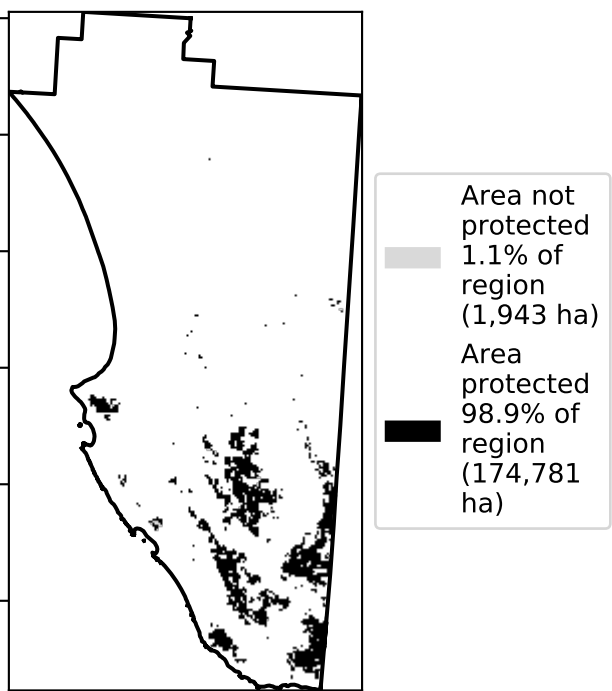 Area not
protected
1.1% of
region
(1,943 ha)
Area
protected
98.9% of
region
(174,781
ha)